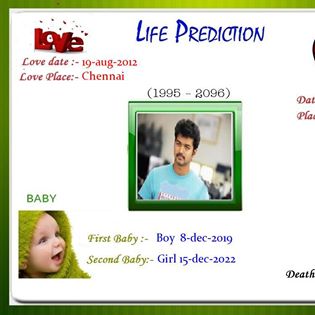 Love
LIFE PREDICTION
Love date :- 19-aug-2012
Love Place:- Chennai
(1995 - 2096)
Dat
Pla
BABY
First Baby :- Boy 8-dec-2019
Second Baby:- Girl 15-dec-2022
Death